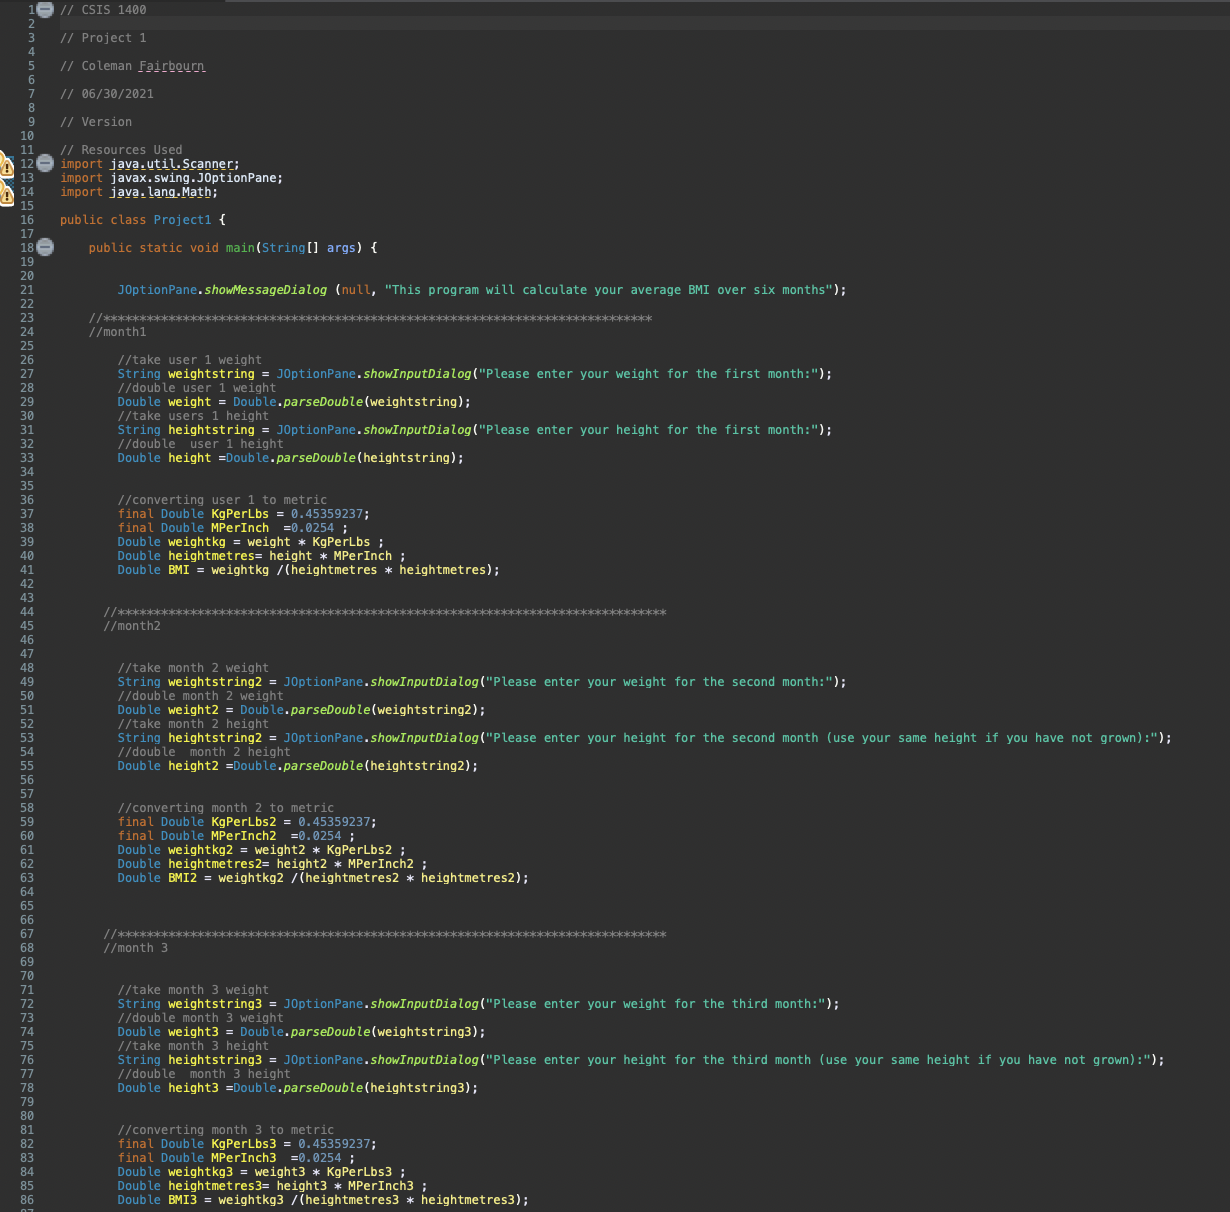 1 // CSIS 1400
2
3 // Project 1
4
5 // Coleman Fairbourn
6
7 // 06/30/2021
8
9 // Version
10
11 // Resources Used
12 import java.util.Scanner;
13 import javax.swing.JOptionPane;
14 import java.lang.Math;
15
16 public class Project1 {
17
18 public static void main(String[] args) {
19
20
21 JOptionPane.showMessageDialog (null, "This program will calculate your average BMI over six months");
22
23 //****************************************************************************
24 //month1
25
26 //take user 1 weight
27 String weightstring = JOptionPane.showInputDialog("Please enter your weight for the first month:");
28 //double user 1 weight
29 Double weight = Double.parseDouble(weightstring);
30 //take users 1 height
31 String heightstring = JOptionPane.showInputDialog("Please enter your height for the first month:");
32 //double  user 1 height
33 Double height =Double.parseDouble(heightstring);
34
35
36 //converting user 1 to metric
37 final Double KgPerLbs = 0.45359237;
38 final Double MPerInch  =0.0254 ;
39 Double weightkg = weight * KgPerLbs ;
40 Double heightmetres= height * MPerInch ;
41 Double BMI = weightkg /(heightmetres * heightmetres);
42
43
44 //****************************************************************************
45 //month2
46
47
48 //take month 2 weight
49 String weightstring2 = JOptionPane.showInputDialog("Please enter your weight for the second month:");
50 //double month 2 weight
51 Double weight2 = Double.parseDouble(weightstring2);
52 //take month 2 height
53 String heightstring2 = JOptionPane.showInputDialog("Please enter your height for the second month (use your same height if you have not grown):");
54 //double  month 2 height
55 Double height2 =Double.parseDouble(heightstring2);
56
57
58 //converting month 2 to metric
59 final Double KgPerLbs2 = 0.45359237;
60 final Double MPerInch2  =0.0254 ;
61 Double weightkg2 = weight2 * KgPerLbs2 ;
62 Double heightmetres2= height2 * MPerInch2 ;
63 Double BMI2 = weightkg2 /(heightmetres2 * heightmetres2);
64
65
66
67 //****************************************************************************
68 //month 3
69
70
71 //take month 3 weight
72 String weightstring3 = JOptionPane.showInputDialog("Please enter your weight for the third month:");
73 //double month 3 weight
74 Double weight3 = Double.parseDouble(weightstring3);
75 //take month 3 height
76 String heightstring3 = JOptionPane.showInputDialog("Please enter your height for the third month (use your same height if you have not grown):");
77 //double  month 3 height
78 Double height3 =Double.parseDouble(heightstring3);
79
80
81 //converting month 3 to metric
82 final Double KgPerLbs3 = 0.45359237;
83 final Double MPerInch3  =0.0254 ;
84 Double weightkg3 = weight3 * KgPerLbs3 ;
85 Double heightmetres3= height3 * MPerInch3 ;
86 Double BMI3 = weightkg3 /(heightmetres3 * heightmetres3);